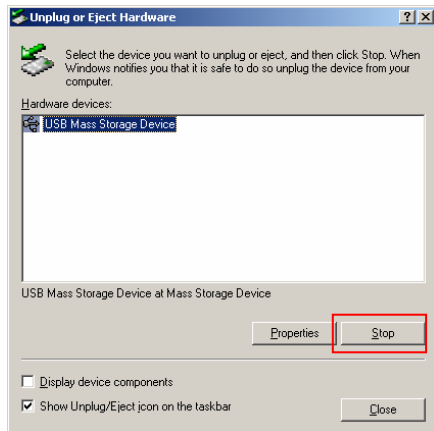 Unplug or Eject Hardware
Select the device you want to unplug or eject, and then click Stop. When
Windows notifies you that it is safe to do so unplug the device from your
computer.
Hardware devices:
USB Mass Storage Device
USB Mass Storage Device at Mass Storage Device
Properties
Stop
Display device components
Show Unplug/Eject icon on the taskbar
Close